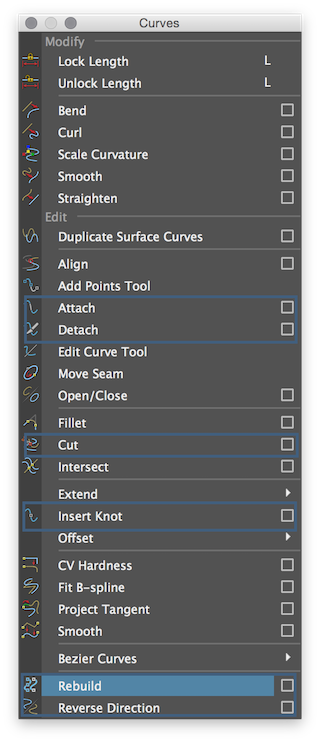 Curves
Modify
Lock Length L
Unlock Length L
Bend
Curl
Scale Curvature
Smooth
Straighten
Edit
Duplicate Surface Curves
Align
Add Points Tool
Attach
Detach
Edit Curve Tool
Move Seam
Open/Close
Fillet
Cut
Intersect
Extend
Insert Knot
Offset
CV Hardness
Fit B-spline
Project Tangent
Smooth
Bezier Curves
Rebuild
Reverse Direction